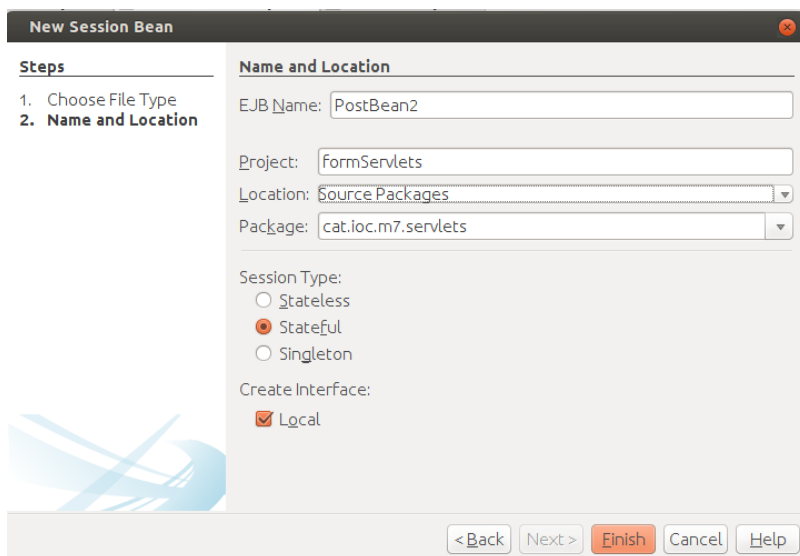 New Session Bean
Steps
1. Choose File Type
2. Name and Location
Name and Location
EJB Name: PostBean2
Project: formServlets
Location: Source Packages
Package: cat.ioc.m7.servlets
Session Type:
Stateless
Stateful
Singleton
Create Interface:
Local
< Back Next > Finish Cancel Help